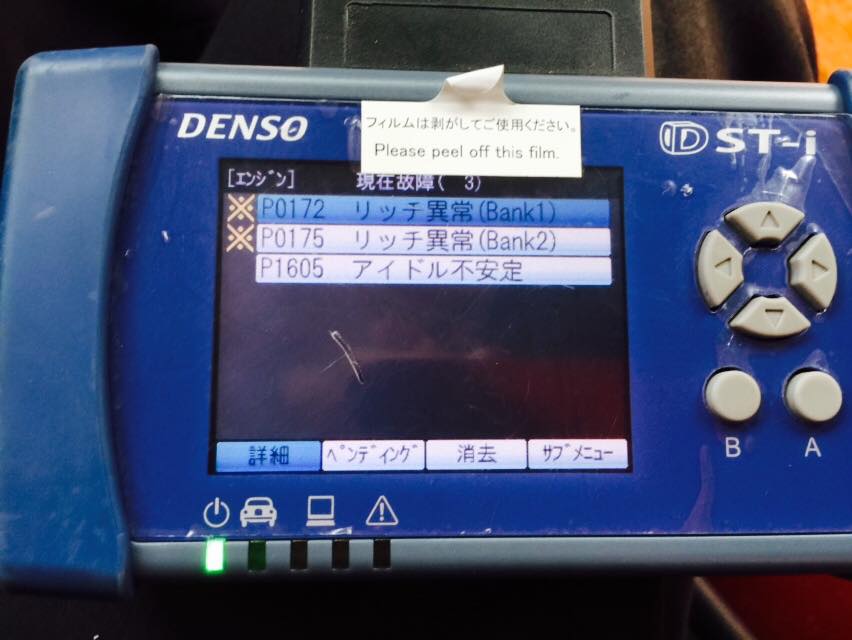 DENSO
フィルムは剥がしてご使用ください。
Please peel off this film.
ST-i
[エンジン] 現在故障( 3)
※ P0172 リッチ異常(Bank1)
※ P0175 リッチ異常(Bank2)
P1605 アイドル不安定
詳細 ペンディング 消去 サブメニュー
B A